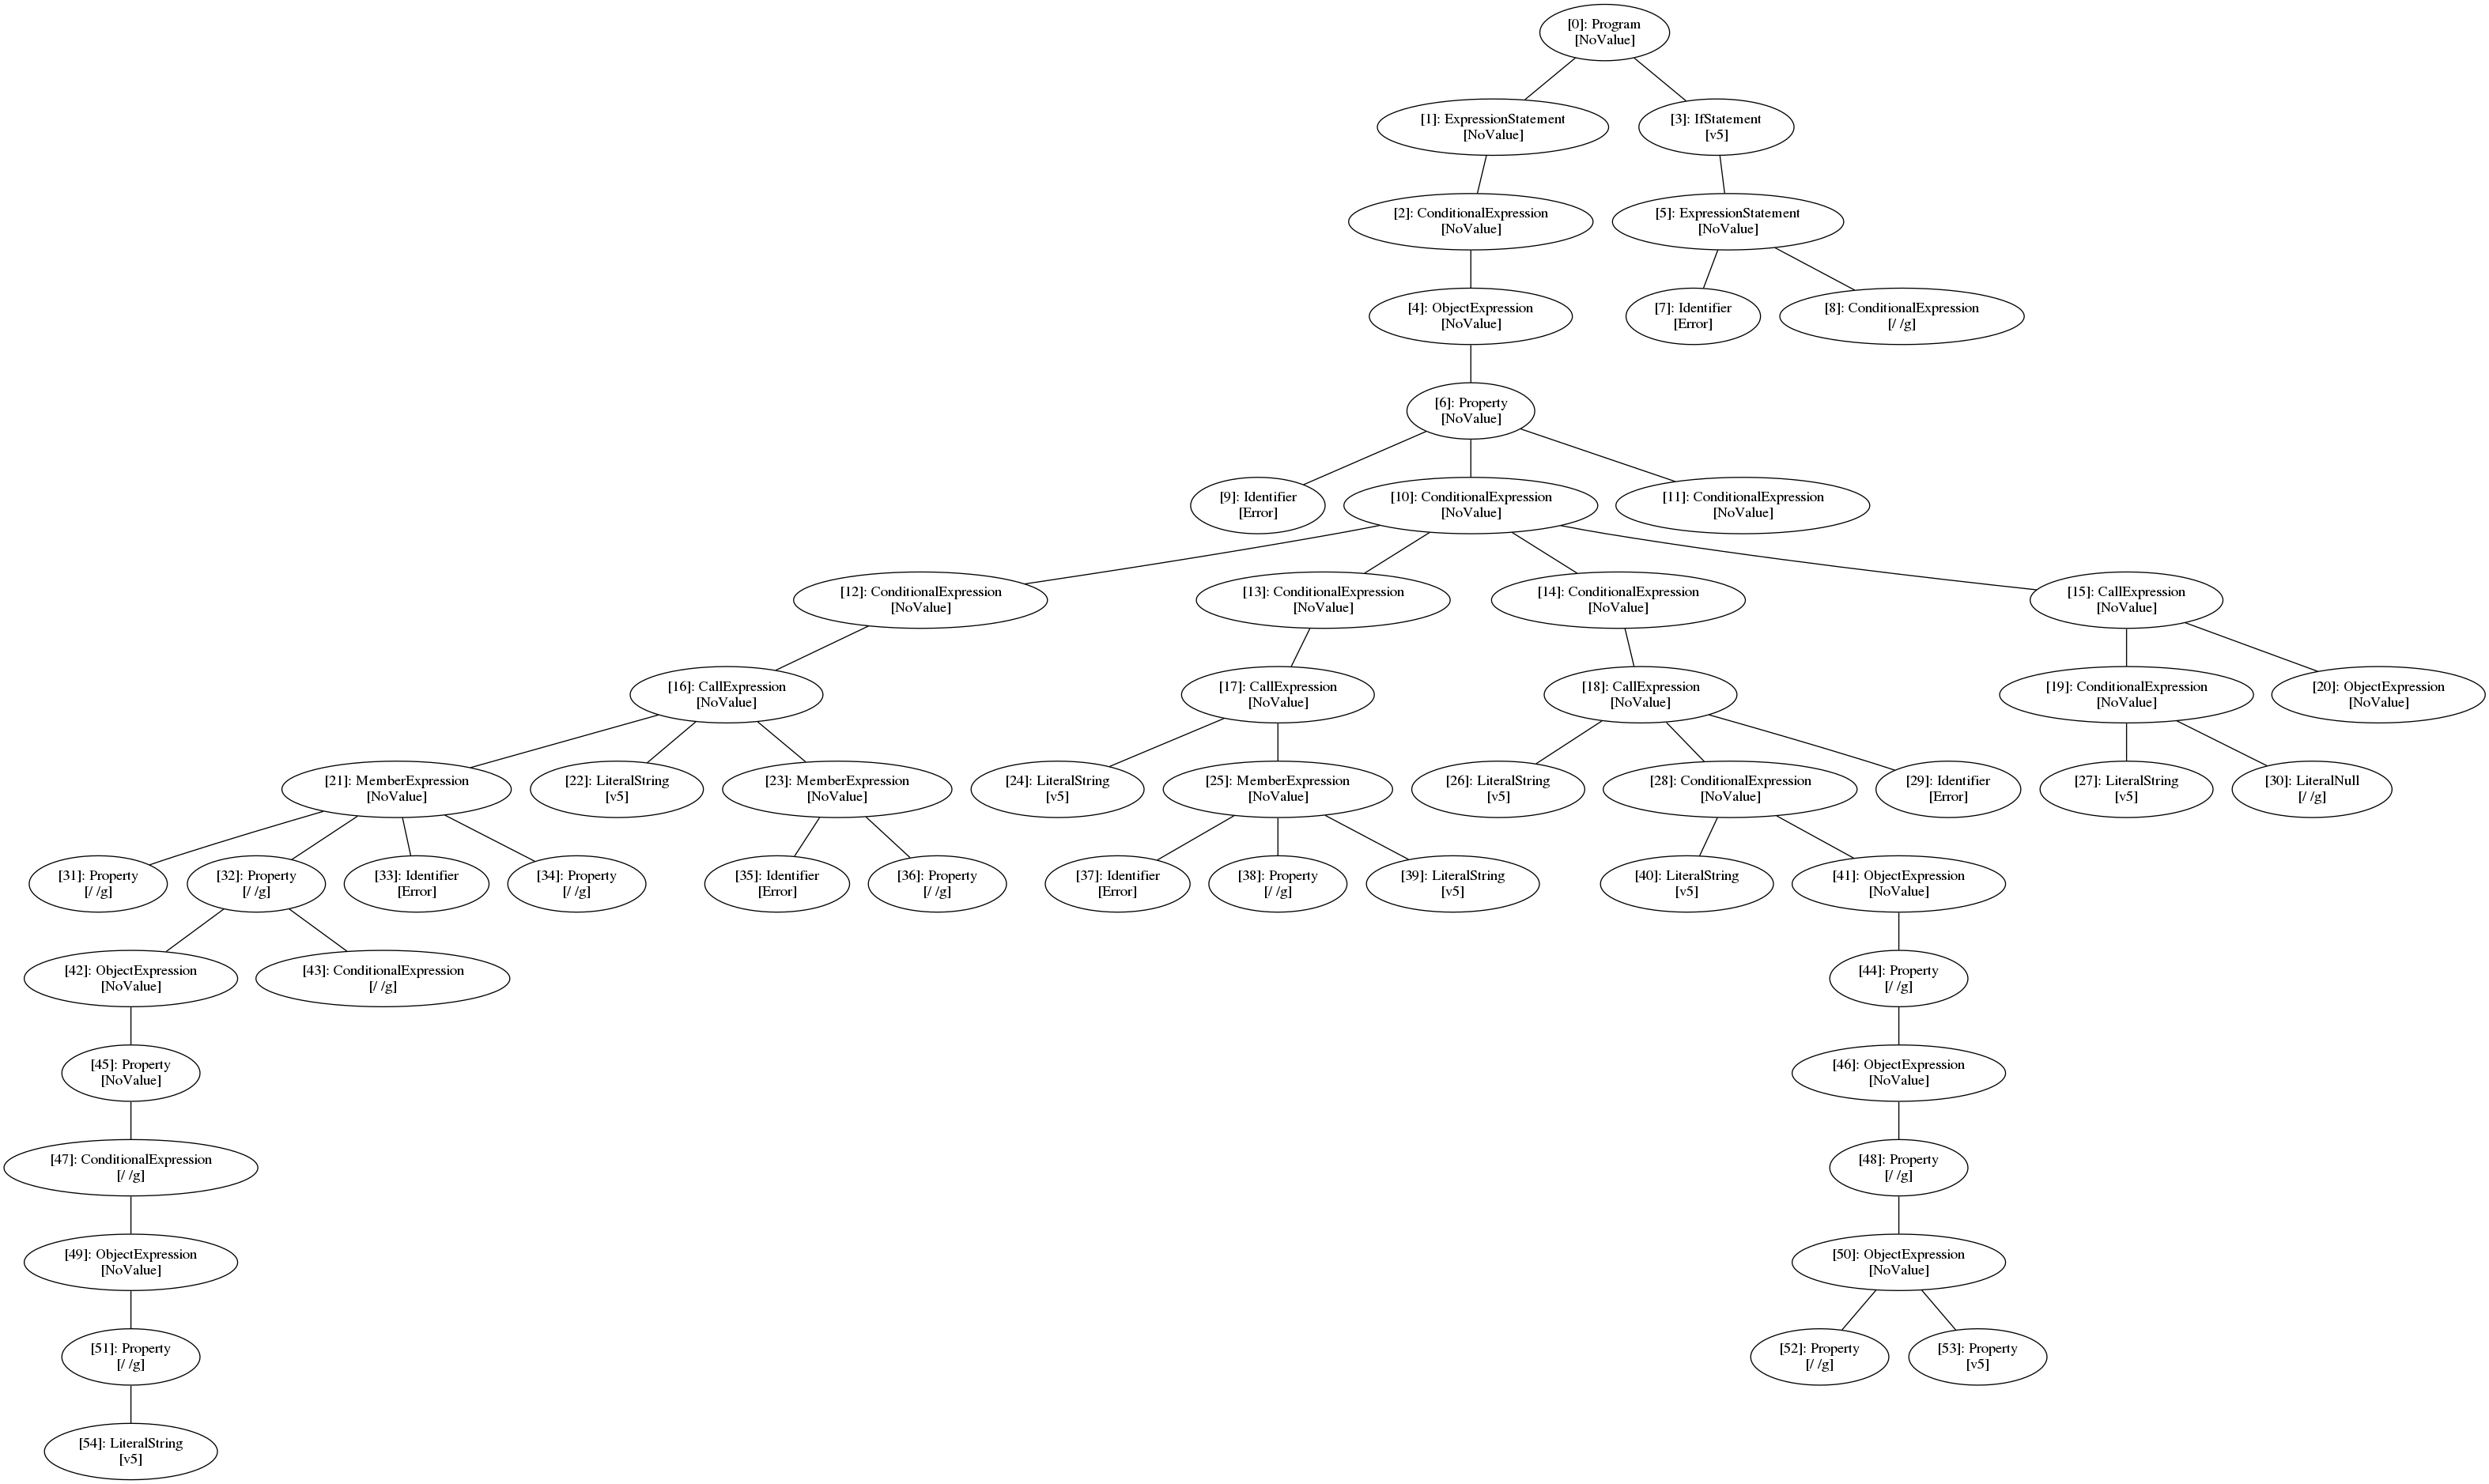 [0]: Program
[NoValue]
[1]: ExpressionStatement
[NoValue]
[3]: IfStatement
[v5]
[2]: ConditionalExpression
[NoValue]
[5]: ExpressionStatement
[NoValue]
[4]: ObjectExpression
[NoValue]
[7]: Identifier
[Error]
[8]: ConditionalExpression
[/ /g]
[6]: Property
[NoValue]
[9]: Identifier
[Error]
[10]: ConditionalExpression
[NoValue]
[11]: ConditionalExpression
[NoValue]
[12]: ConditionalExpression
[NoValue]
[13]: ConditionalExpression
[NoValue]
[14]: ConditionalExpression
[NoValue]
[15]: CallExpression
[NoValue]
[16]: CallExpression
[NoValue]
[17]: CallExpression
[NoValue]
[18]: CallExpression
[NoValue]
[19]: ConditionalExpression
[NoValue]
[20]: ObjectExpression
[NoValue]
[21]: MemberExpression
[NoValue]
[22]: LiteralString
[v5]
[23]: MemberExpression
[NoValue]
[24]: LiteralString
[v5]
[25]: MemberExpression
[NoValue]
[26]: LiteralString
[v5]
[28]: ConditionalExpression
[NoValue]
[29]: Identifier
[Error]
[27]: LiteralString
[v5]
[30]: LiteralNull
[/ /g]
[31]: Property
[/ /g]
[32]: Property
[/ /g]
[33]: Identifier
[Error]
[34]: Property
[/ /g]
[35]: Identifier
[Error]
[36]: Property
[/ /g]
[37]: Identifier
[Error]
[38]: Property
[/ /g]
[39]: LiteralString
[v5]
[40]: LiteralString
[v5]
[41]: ObjectExpression
[NoValue]
[42]: ObjectExpression
[NoValue]
[43]: ConditionalExpression
[/ /g]
[44]: Property
[/ /g]
[45]: Property
[NoValue]
[46]: ObjectExpression
[NoValue]
[47]: ConditionalExpression
[/ /g]
[48]: Property
[/ /g]
[49]: ObjectExpression
[NoValue]
[50]: ObjectExpression
[NoValue]
[51]: Property
[/ /g]
[52]: Property
[/ /g]
[53]: Property
[v5]
[54]: LiteralString
[v5]